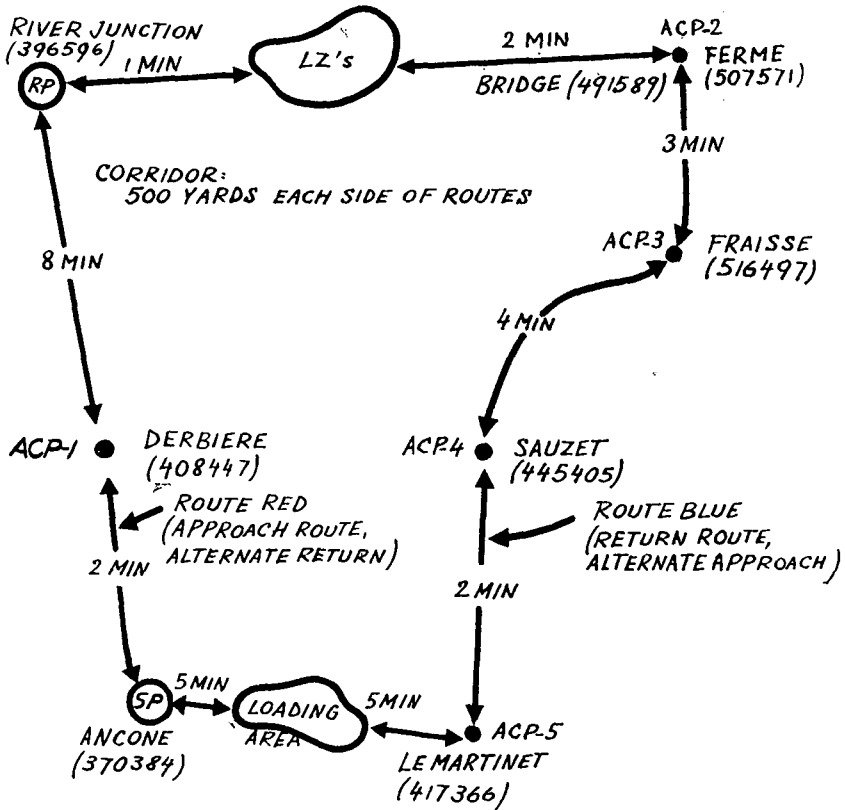 RIVER JUNCTION
(396596)
RP
1 MIN
LZ's
2 MIN
ACP-2
FERME
(507571)
BRIDGE (491589)
3 MIN
CORRIDOR:
500 YARDS EACH SIDE OF ROUTES
ACP-3
FRAISSE
(516497)
8 MIN
4 MIN
ACP-1
DERBIERE
(408447)
ACP-4
SAUZET
(445405)
ROUTE RED
(APPROACH ROUTE,
ALTERNATE RETURN)
ROUTE BLUE
(RETURN ROUTE,
ALTERNATE APPROACH)
2 MIN
2 MIN
SP
5 MIN
LOADING
AREA
5 MIN
ACP-5
ANCONE
(370384)
LE MARTINET
(417366)